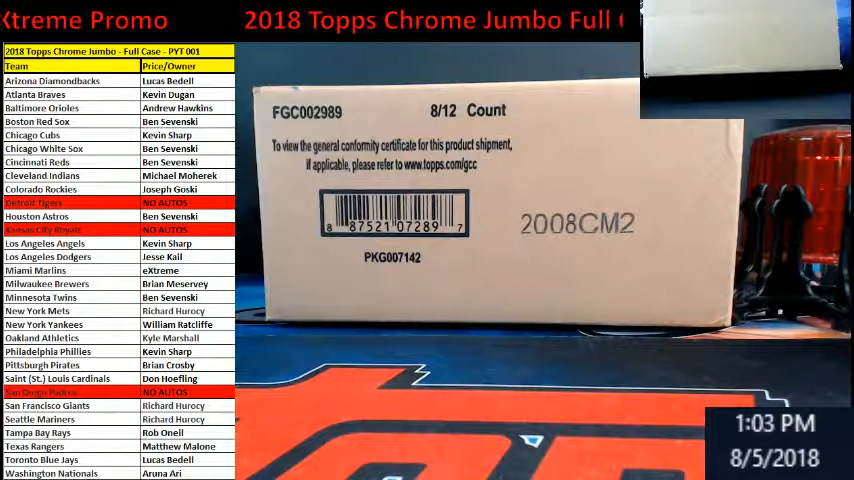 Xtreme Promo
2018 Topps Chrome Jumbo Full
2018 Topps Chrome Jumbo - Full Case - PYT 001
Team Price/Owner
Arizona Diamondbacks Lucas Bedell
Atlanta Braves Kevin Dugan
Baltimore Orioles Andrew Hawkins
Boston Red Sox Ben Sevenski
Chicago Cubs Kevin Sharp
Chicago White Sox Ben Sevenski
Cincinnati Reds Ben Sevenski
Cleveland Indians Michael Moherek
Colorado Rockies Joseph Goski
Detroit Tigers NO AUTOS
Houston Astros Ben Sevenski
Kansas City Royals NO AUTOS
Los Angeles Angels Kevin Sharp
Los Angeles Dodgers Jesse Kail
Miami Marlins eXtreme
Milwaukee Brewers Brian Meservey
Minnesota Twins Ben Sevenski
New York Mets Richard Hurocy
New York Yankees William Ratcliffe
Oakland Athletics Kyle Marshall
Philadelphia Phillies Kevin Sharp
Pittsburgh Pirates Brian Crosby
Saint (St.) Louis Cardinals Don Hoefling
San Diego Padres NO AUTOS
San Francisco Giants Richard Hurocy
Seattle Mariners Richard Hurocy
Tampa Bay Rays Rob Onell
Texas Rangers Matthew Malone
Toronto Blue Jays Lucas Bedell
Washington Nationals Aruna Ari
FGC002989 8/12 Count
To view the general conformity certificate for this product shipment,
if applicable, please refer to www.topps.com/gcc
8 87521 07289 7
2008CM2
PKG007142
1:03 PM
8/5/2018